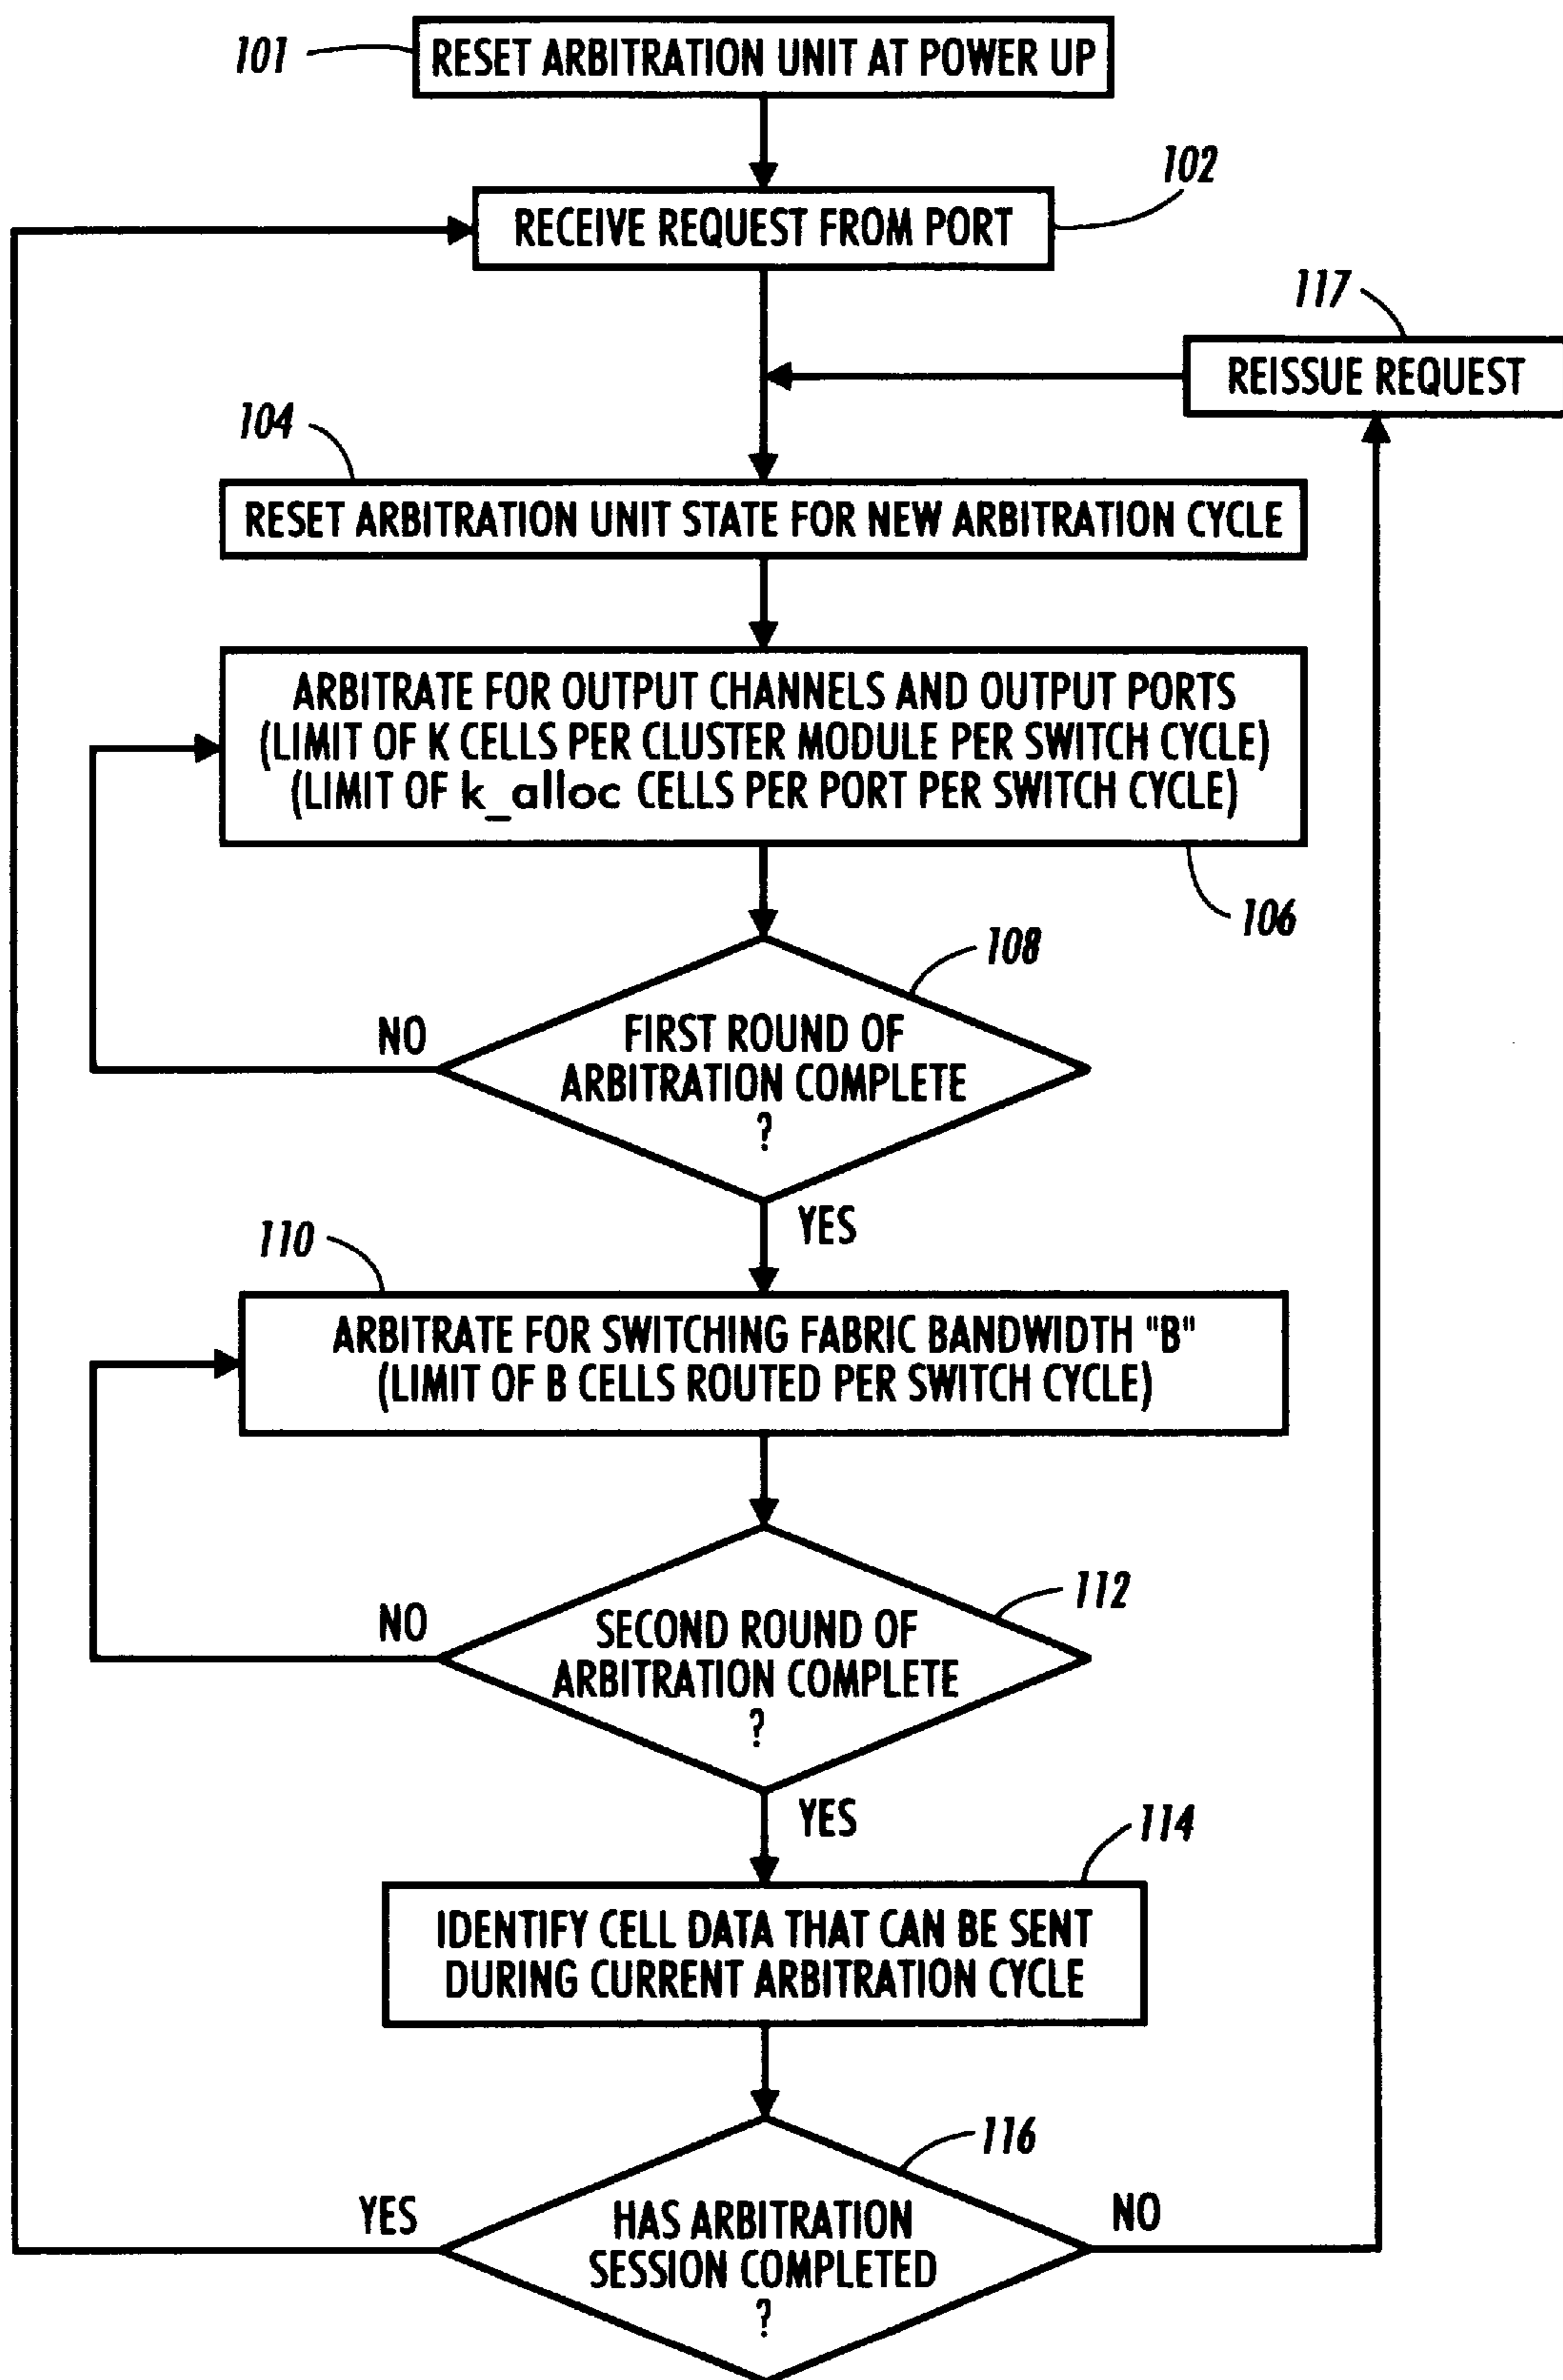 101
RESET ARBITRATION UNIT AT POWER UP
102
RECEIVE REQUEST FROM PORT
117
REISSUE REQUEST
104
RESET ARBITRATION UNIT STATE FOR NEW ARBITRATION CYCLE
ARBITRATE FOR OUTPUT CHANNELS AND OUTPUT PORTS
(LIMIT OF K CELLS PER CLUSTER MODULE PER SWITCH CYCLE)
(LIMIT OF k_alloc CELLS PER PORT PER SWITCH CYCLE)
106
108
NO
FIRST ROUND OF
ARBITRATION COMPLETE
?
YES
110
ARBITRATE FOR SWITCHING FABRIC BANDWIDTH "B"
(LIMIT OF B CELLS ROUTED PER SWITCH CYCLE)
112
NO
SECOND ROUND OF
ARBITRATION COMPLETE
?
YES
114
IDENTIFY CELL DATA THAT CAN BE SENT
DURING CURRENT ARBITRATION CYCLE
116
YES
NO
HAS ARBITRATION
SESSION COMPLETED
?